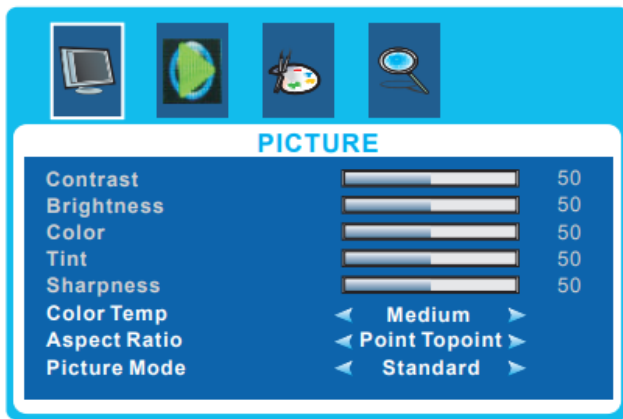 PICTURE
Contrast 50
Brightness 50
Color 50
Tint 50
Sharpness 50
Color Temp Medium
Aspect Ratio Point Topoint
Picture Mode Standard